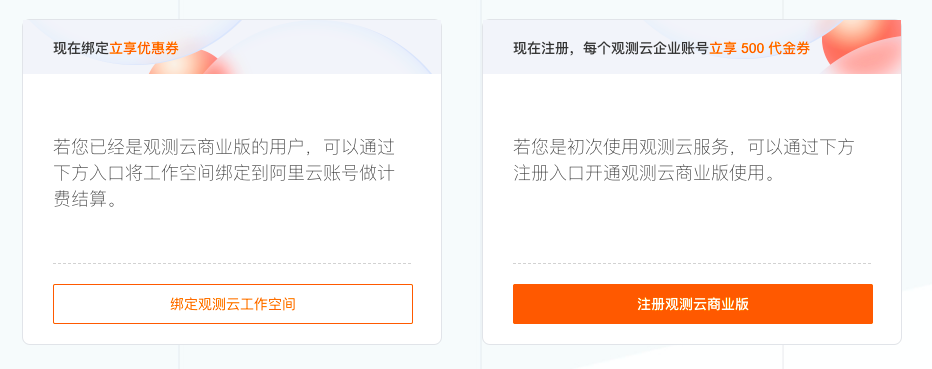 现在绑定立享优惠券
若您已经是观测云商业版的用户，可以通过
下方入口将工作空间绑定到阿里云账号做计
费结算。
绑定观测云工作空间
现在注册，每个观测云企业账号立享 500 代金券
若您是初次使用观测云服务，可以通过下方
注册入口开通观测云商业版使用。
注册观测云商业版